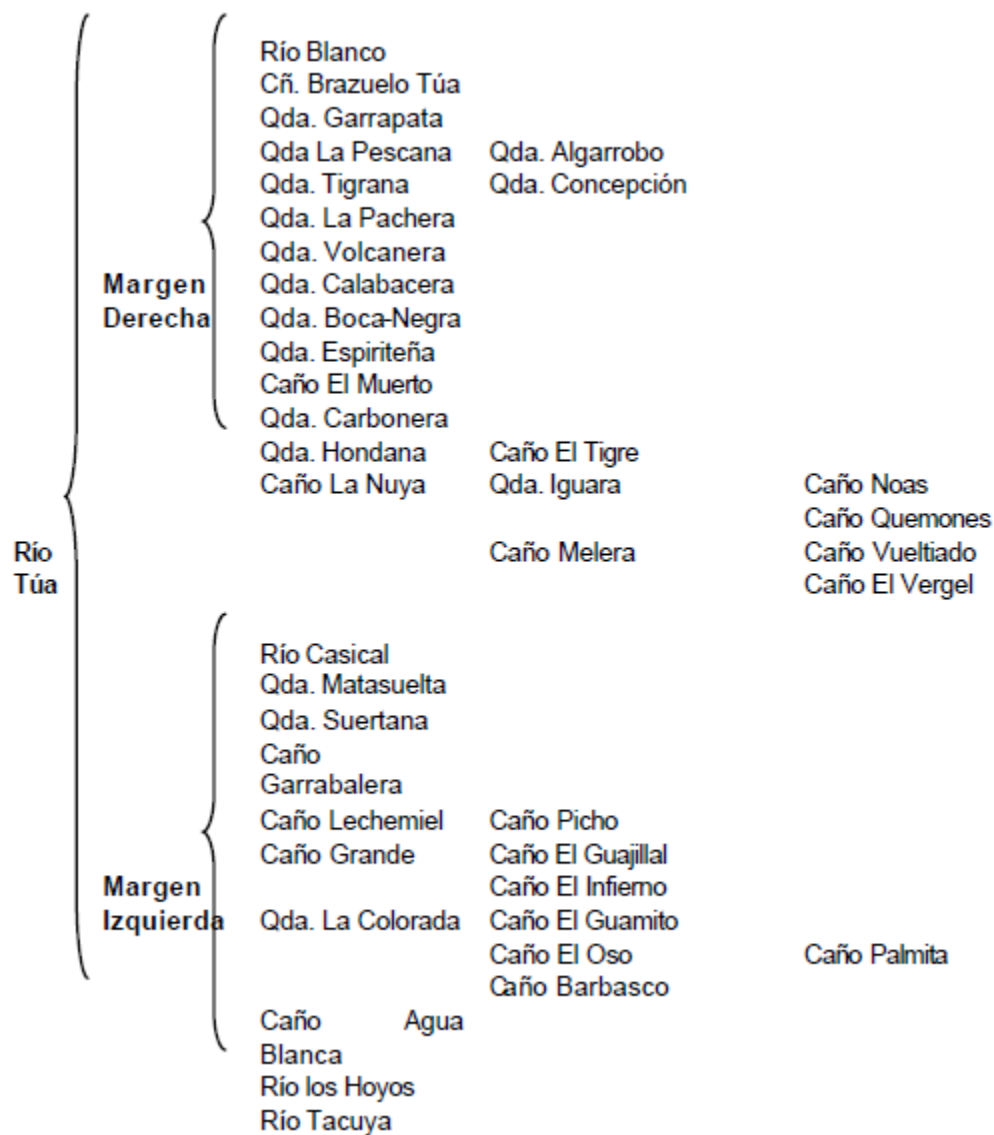 Río Blanco
Cñ. Brazuelo Túa
Qda. Garrapata
Qda La Pescana Qda. Algarrobo
Qda. Tigrana Qda. Concepción
Qda. La Pachera
Qda. Volcanera
Margen Qda. Calabacera
Derecha Qda. Boca-Negra
Qda. Espiriteña
Caño El Muerto
Qda. Carbonera
Qda. Hondana Caño El Tigre
Caño La Nuya Qda. Iguara Caño Noas
Caño Quemones
Río Caño Melera Caño Vueltiado
Túa Caño El Vergel
Río Casical
Qda. Matasuelta
Qda. Suertana
Caño
Garrabalera
Caño Lechemiel Caño Picho
Caño Grande Caño El Guajillal
Margen Caño El Infierno
Izquierda Qda. La Colorada Caño El Guamito
Caño El Oso Caño Palmita
Caño Barbasco
Caño Agua
Blanca
Río los Hoyos
Río Tacuya